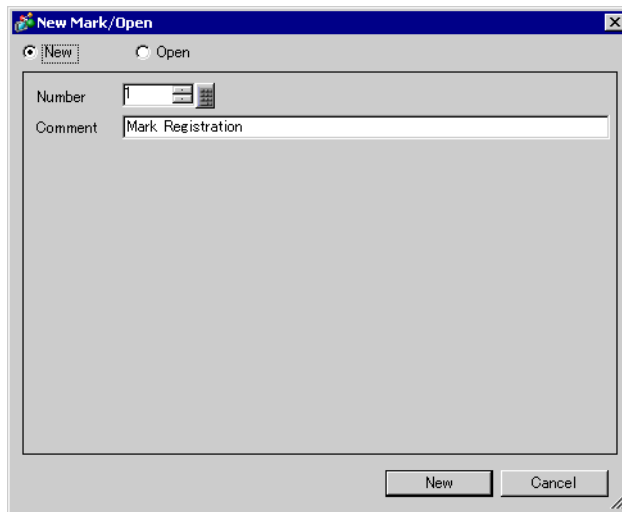 New Mark/Open
New Open
Number 1
Comment Mark Registration
New Cancel